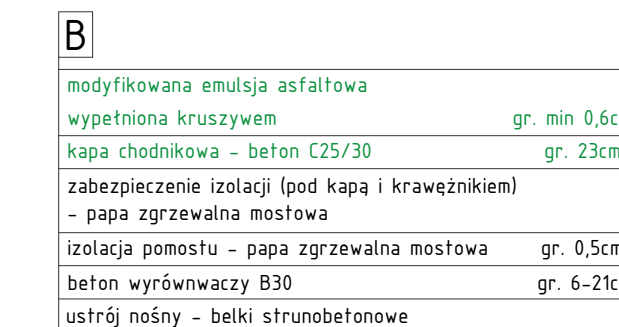 B
modyfikowana emulsja asfaltowa
wypełniona kruszywem gr. min 0,6c
kapa chodnikowa – beton C25/30 gr. 23cm
zabezpieczenie izolacji (pod kapą i krawężnikiem)
– papa zgrzewalna mostowa
izolacja pomostu – papa zgrzewalna mostowa gr. 0,5cm
beton wyrównwaczy B30 gr. 6–21c
ustrój nośny – belki strunobetonowe